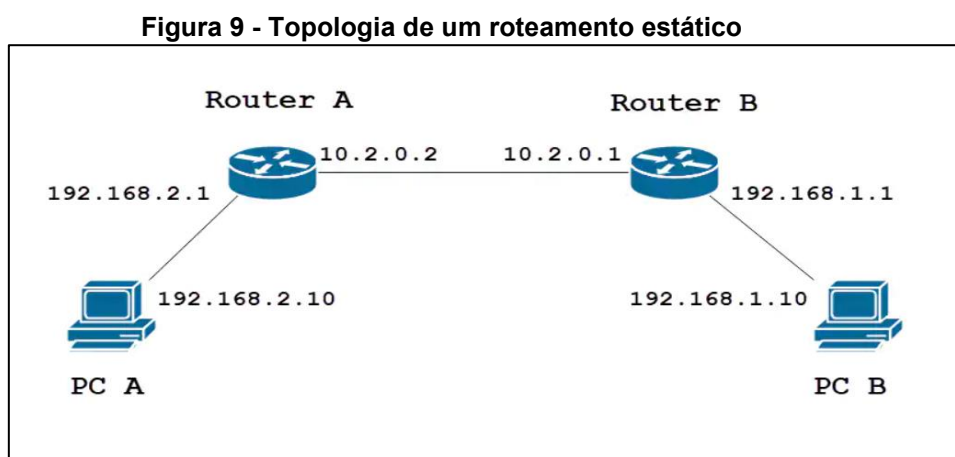 Figura 9 - Topologia de um roteamento estático
Router A
Router B
10.2.0.2
10.2.0.1
192.168.2.1
192.168.1.1
192.168.2.10
192.168.1.10
PC A
PC B